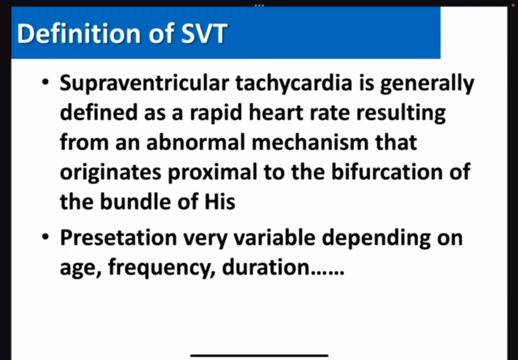 Definition of SVT
• Supraventricular tachycardia is generally
defined as a rapid heart rate resulting
from an abnormal mechanism that
originates proximal to the bifurcation of
the bundle of His
• Presetation very variable depending on
age, frequency, duration......